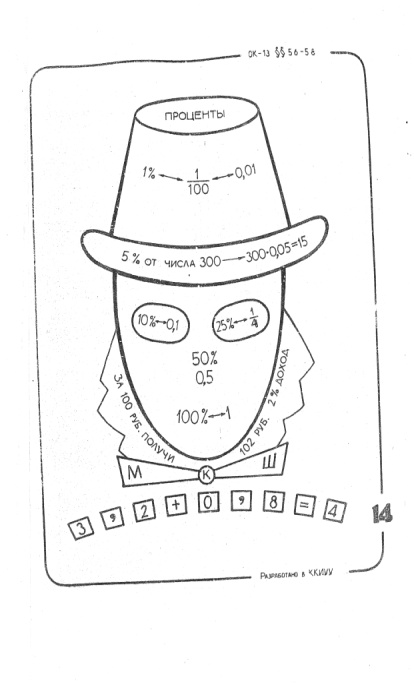 ОК-13 §§ 56-58
ПРОЦЕНТЫ
1% ↔ 1/100 ↔ 0,01
5% ОТ ЧИСЛА 300 → 300·0,05=15
10%↔0,1
25%↔1/4
50%
0,5
100%↔1
ЗА 100 РУБ. ПОЛУЧИ
102 РУБ. 2% ДОХОД
М К Ш
3 , 2 + 0 , 8 = 4
14
РАЗРАБОТАНО В ККИУУ